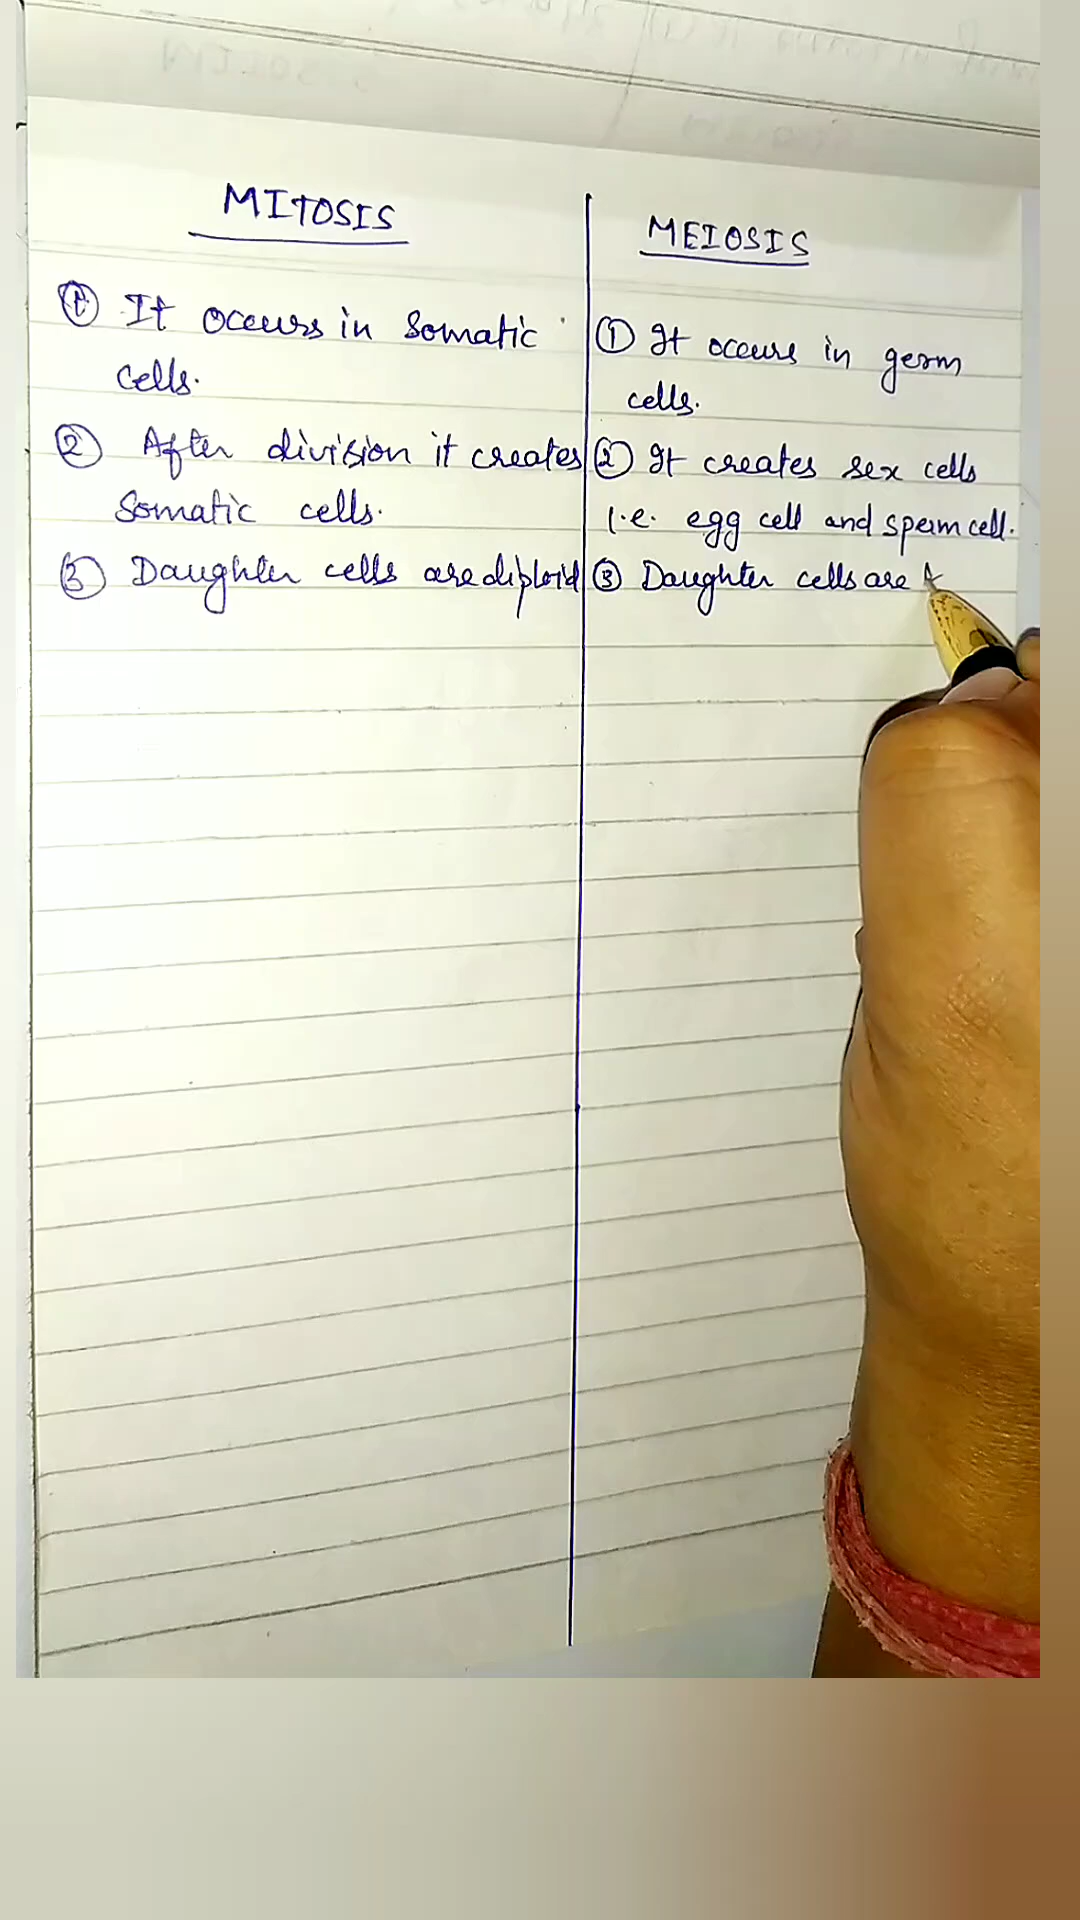 MITOSIS
① It occurs in Somatic
cells.
② After division it creates
Somatic cells.
③ Daughter cells are diploid
MEIOSIS
① It occurs in germ
cells.
② It creates sex cells
i.e. egg cell and sperm cell.
③ Daughter cells are